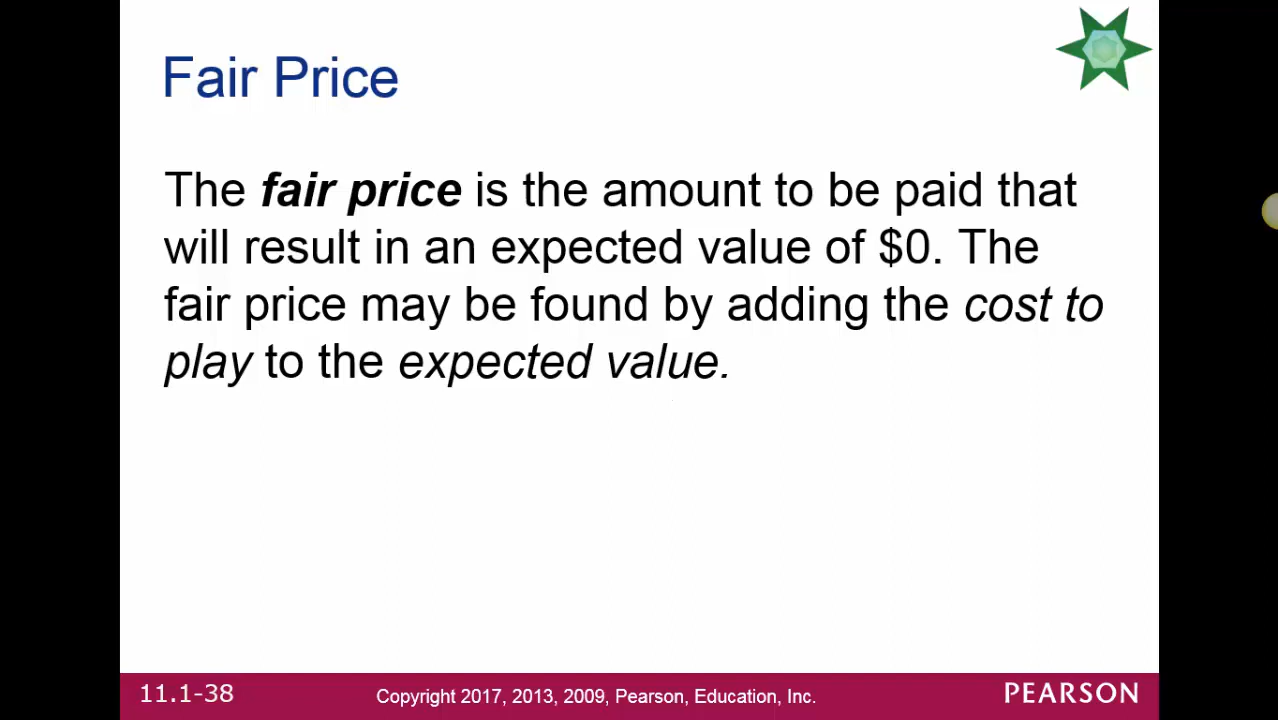 Fair Price
The fair price is the amount to be paid that
will result in an expected value of $0. The
fair price may be found by adding the cost to
play to the expected value.
11.1-38
Copyright 2017, 2013, 2009, Pearson, Education, Inc.
PEARSON